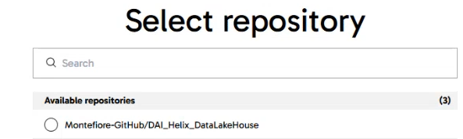 Select repository
Search
Available repositories (3)
Montefiore-GitHub/DAI_Helix_DataLakeHouse